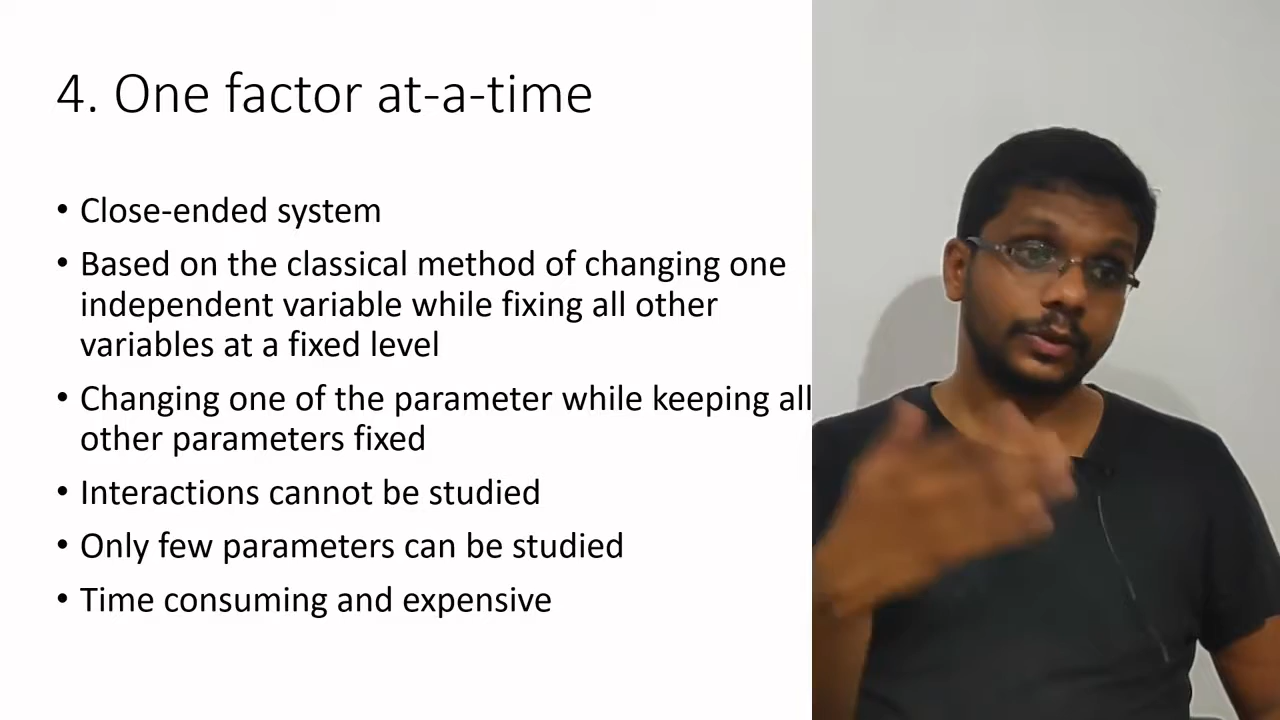 4. One factor at-a-time
• Close-ended system
• Based on the classical method of changing one
independent variable while fixing all other
variables at a fixed level
• Changing one of the parameter while keeping all
other parameters fixed
• Interactions cannot be studied
• Only few parameters can be studied
• Time consuming and expensive